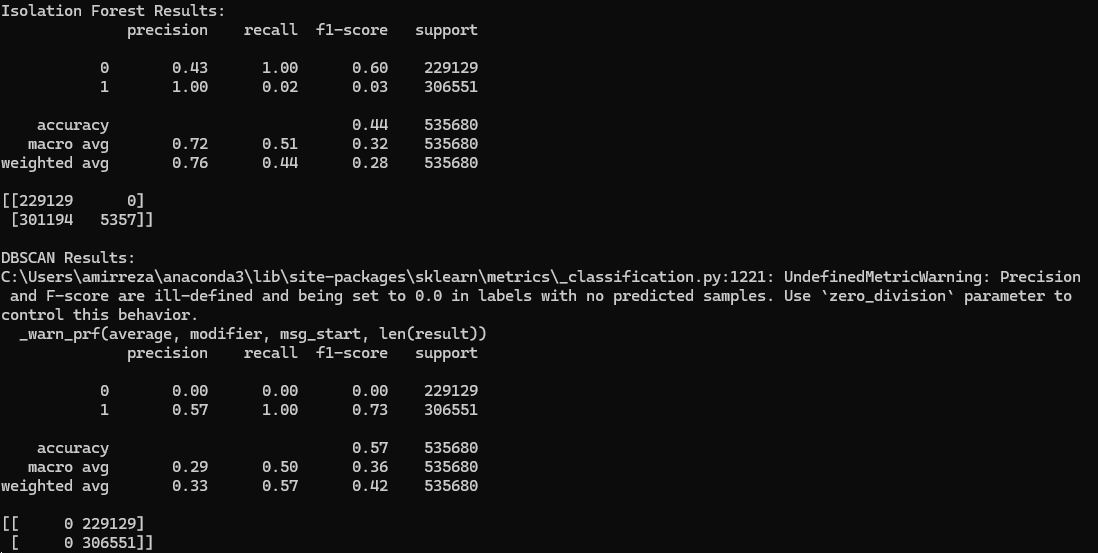 Isolation Forest Results:
              precision    recall  f1-score   support

           0       0.43      1.00      0.60    229129
           1       1.00      0.02      0.03    306551

    accuracy                           0.44    535680
   macro avg       0.72      0.51      0.32    535680
weighted avg       0.76      0.44      0.28    535680

[[229129      0]
 [301194   5357]]

DBSCAN Results:
C:\Users\amirreza\anaconda3\lib\site-packages\sklearn\metrics\_classification.py:1221: UndefinedMetricWarning: Precision
 and F-score are ill-defined and being set to 0.0 in labels with no predicted samples. Use `zero_division` parameter to
control this behavior.
  _warn_prf(average, modifier, msg_start, len(result))
              precision    recall  f1-score   support

           0       0.00      0.00      0.00    229129
           1       0.57      1.00      0.73    306551

    accuracy                           0.57    535680
   macro avg       0.29      0.50      0.36    535680
weighted avg       0.33      0.57      0.42    535680

[[     0 229129]
 [     0 306551]]